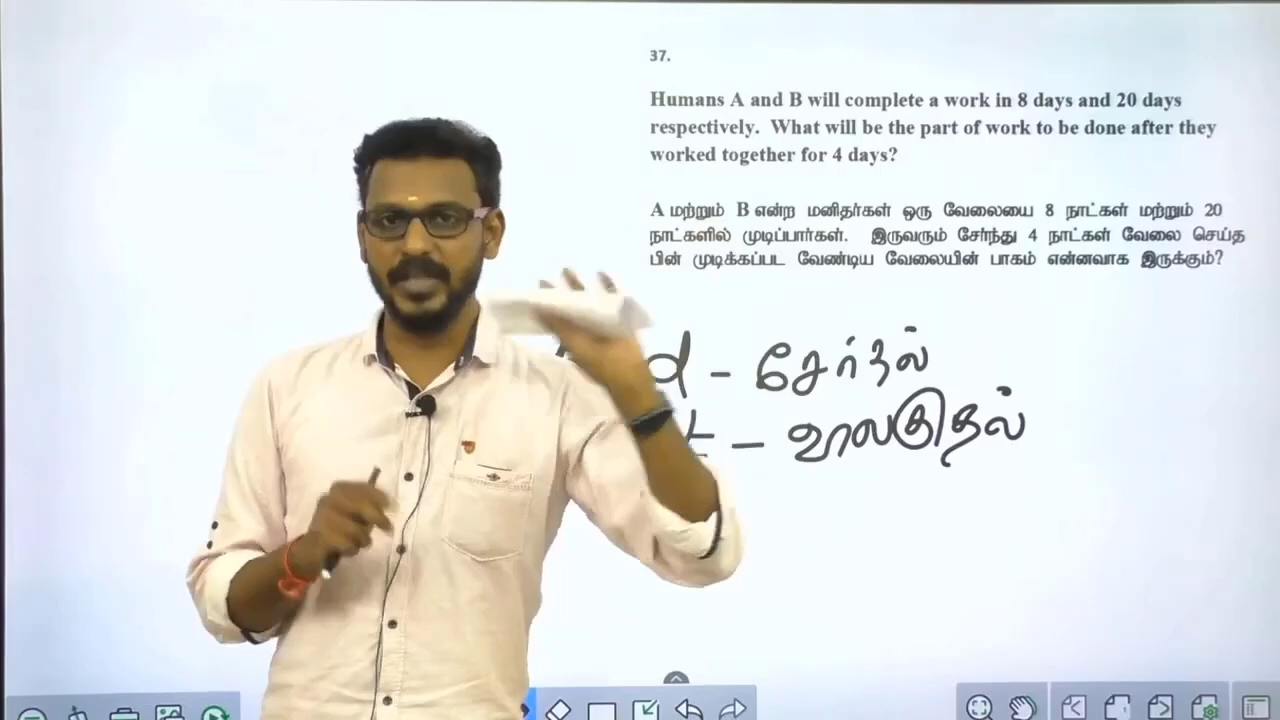 37.
Humans A and B will complete a work in 8 days and 20 days
respectively. What will be the part of work to be done after they
worked together for 4 days?
A மற்றும் B என்ற மனிதர்கள் ஒரு வேலையை 8 நாட்கள் மற்றும் 20
நாட்களில் முடிப்பார்கள். இருவரும் சேர்ந்து 4 நாட்கள் வேலை செய்த
பின் முடிக்கப்பட வேண்டிய வேலையின் பாகம் என்னவாக இருக்கும்?
d - சேர்தல்
t -